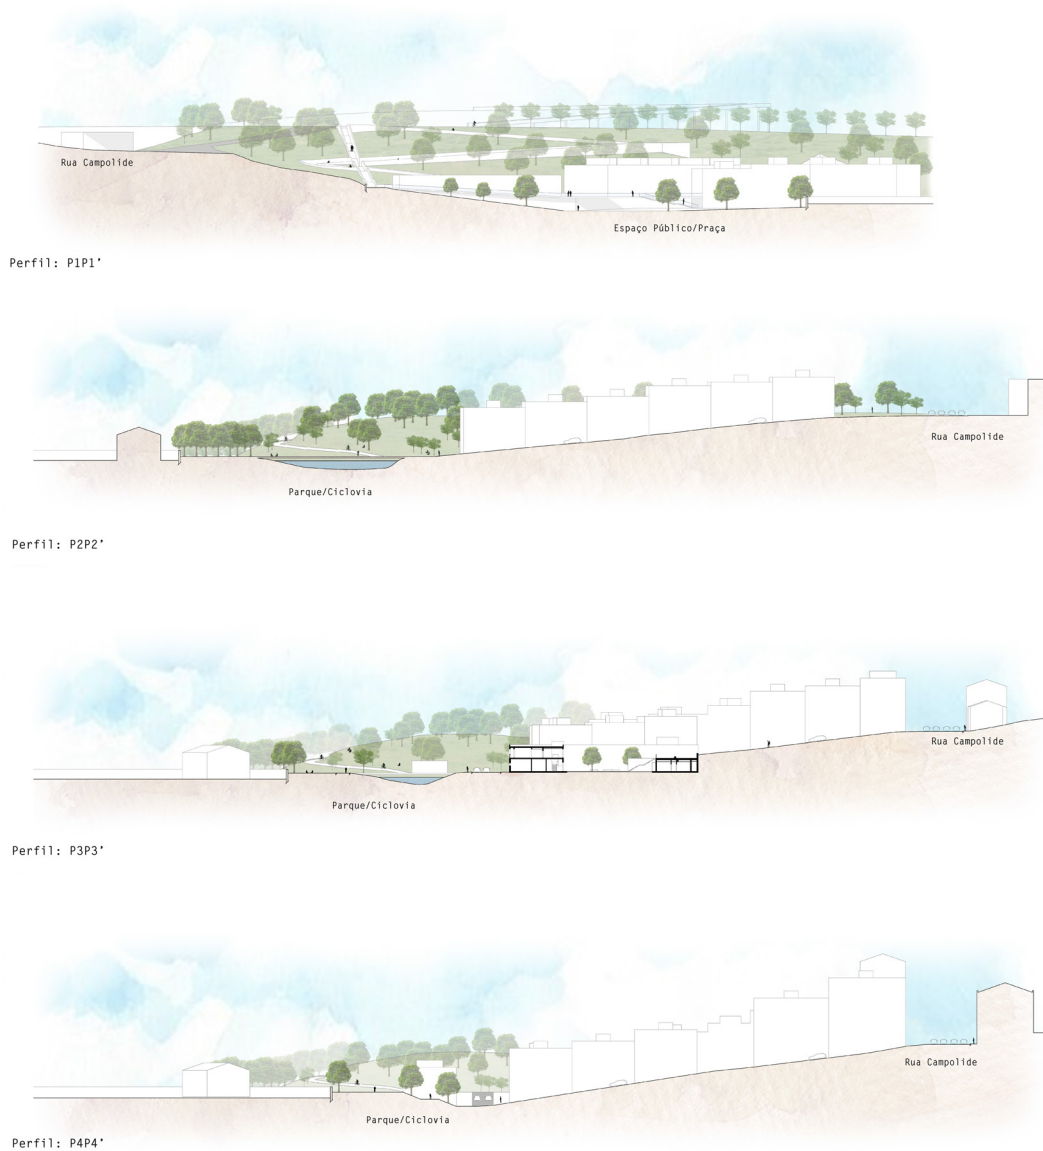 Rua Campolide
Espaço Público/Praça
Perfil: P1P1’
Rua Campolide
Parque/Ciclovia
Perfil: P2P2’
Rua Campolide
Parque/Ciclovia
Perfil: P3P3’
Rua Campolide
Parque/Ciclovia
Perfil: P4P4’